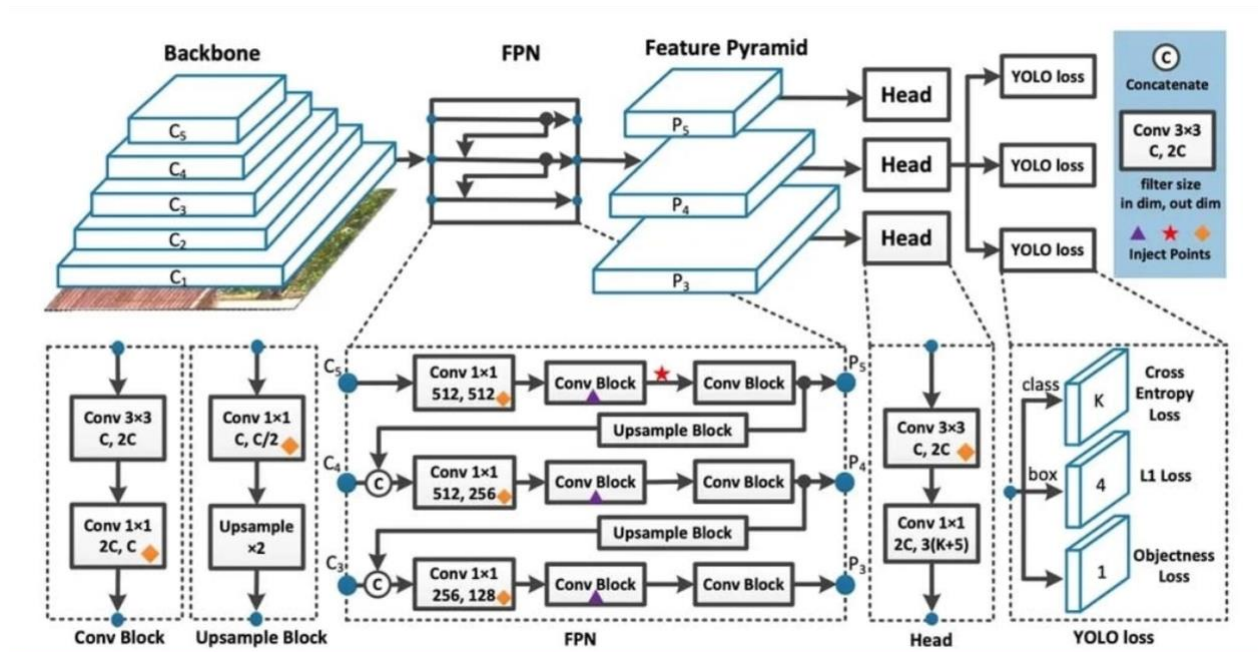 Backbone
FPN
Feature Pyramid
C5
C4
C3
C2
C1
P5
P4
P3
Head
Head
Head
YOLO loss
YOLO loss
YOLO loss
C
Concatenate
Conv 3×3
C, 2C
filter size
in dim, out dim
Inject Points
Conv 3×3
C, 2C
Conv 1×1
2C, C
Conv Block
Conv 1×1
C, C/2
Upsample
×2
Upsample Block
C5
Conv 1×1
512, 512
Conv Block
Conv Block
P5
Upsample Block
C4
C
Conv 1×1
512, 256
Conv Block
Conv Block
P4
Upsample Block
C3
C
Conv 1×1
256, 128
Conv Block
Conv Block
P3
FPN
Conv 3×3
C, 2C
Conv 1×1
2C, 3(K+5)
Head
class
K
Cross
Entropy
Loss
box
4
L1 Loss
1
Objectness
Loss
YOLO loss